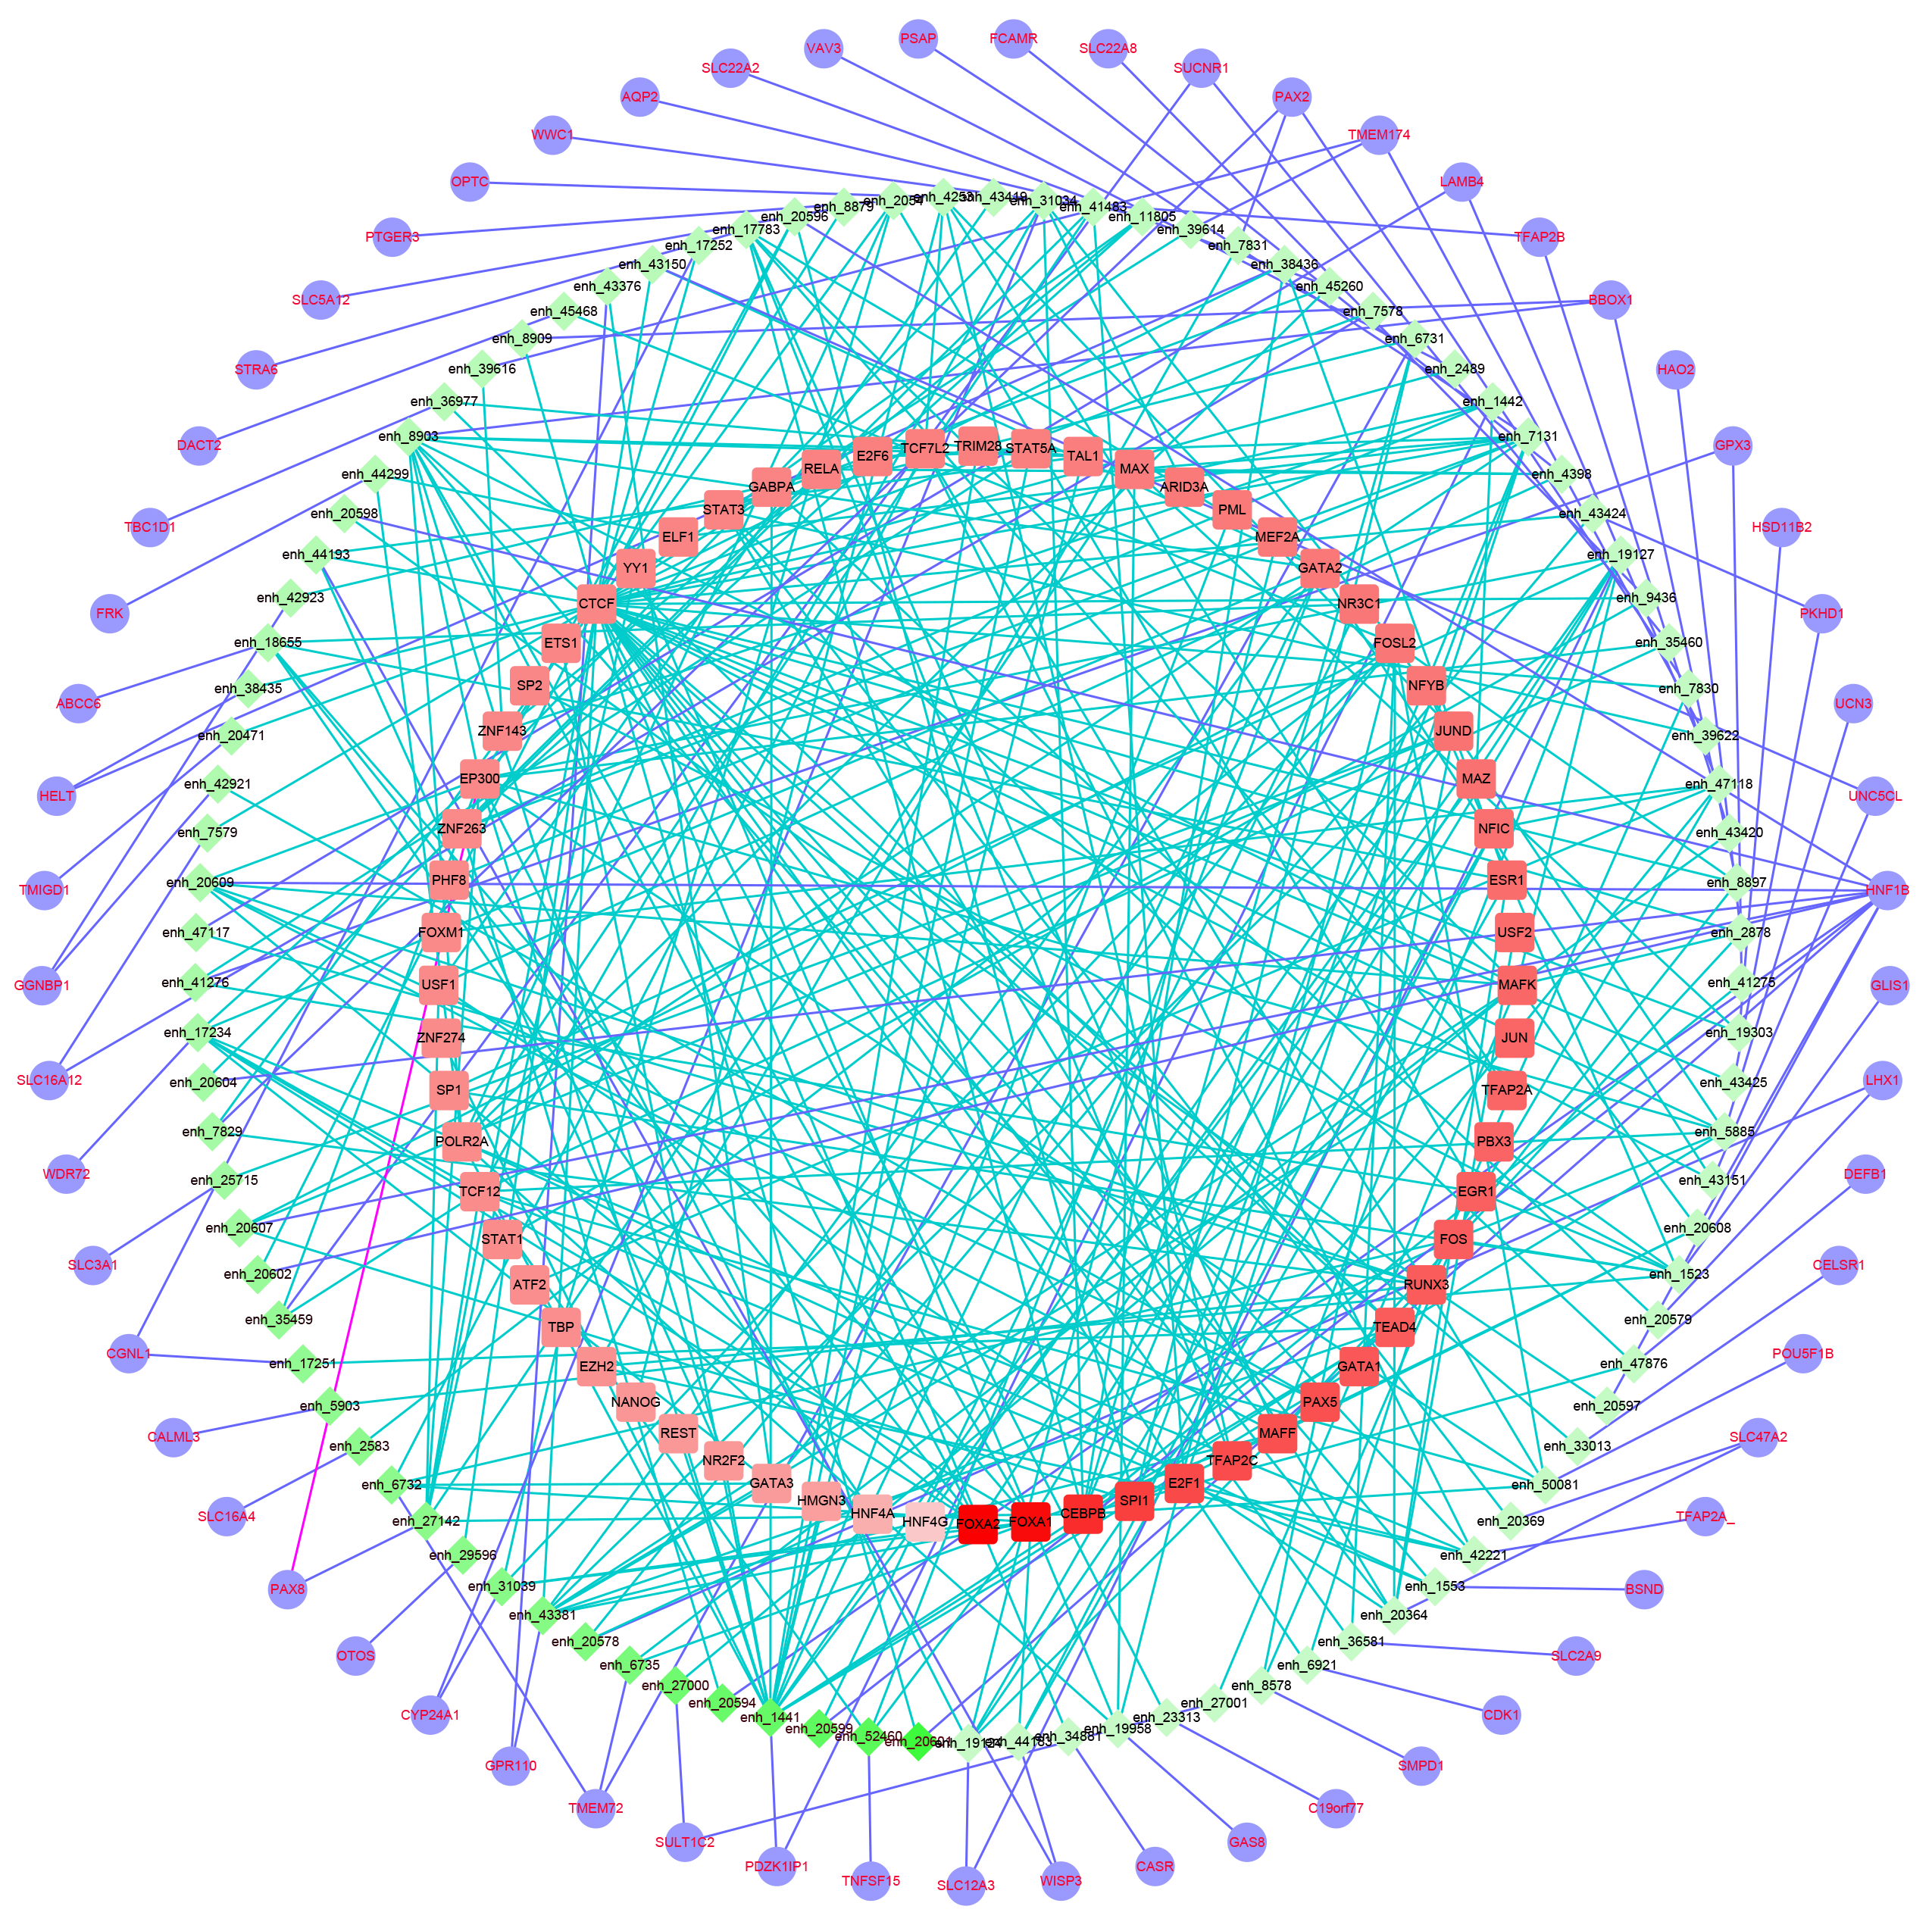 PSAP
FCAMR
VAV3
SLC22A8
SLC22A2
SUCNR1
AQP2
PAX2
WWC1
TMEM174
OPTC
LAMB4
PTGER3
TFAP2B
SLC5A12
BBOX1
STRA6
HAO2
DACT2
GPX3
TBC1D1
HSD11B2
FRK
PKHD1
ABCC6
UCN3
HELT
UNC5CL
TMIGD1
HNF1B
GGNBP1
GLIS1
SLC16A12
LHX1
WDR72
DEFB1
SLC3A1
CELSR1
CGNL1
POU5F1B
CALML3
SLC47A2
SLC16A4
TFAP2A_
PAX8
BSND
OTOS
SLC2A9
CYP24A1
CDK1
GPR110
SMPD1
TMEM72
C19orf77
SULT1C2
GAS8
PDZK1IP1
TNFSF15
SLC12A3
WISP3
CASR
enh_4253
enh_43419
enh_2054
enh_31034
enh_8879
enh_41483
enh_20596
enh_11805
enh_17783
enh_39614
enh_17252
enh_7831
enh_43150
enh_38436
enh_43376
enh_45260
enh_45468
enh_7578
enh_8909
enh_6731
enh_39616
enh_2489
enh_36977
enh_1442
enh_8903
enh_7131
enh_44299
enh_4398
enh_20598
enh_43424
enh_44193
enh_19127
enh_42923
enh_9436
enh_18655
enh_35460
enh_38435
enh_7830
enh_20471
enh_39622
enh_42921
enh_47118
enh_7579
enh_43420
enh_20609
enh_8897
enh_47117
enh_2878
enh_41276
enh_41275
enh_17234
enh_19303
enh_20604
enh_43425
enh_7829
enh_5885
enh_25715
enh_43151
enh_20607
enh_20608
enh_20602
enh_1523
enh_35459
enh_20579
enh_17251
enh_47876
enh_5903
enh_20597
enh_2583
enh_33013
enh_6732
enh_50081
enh_27142
enh_20369
enh_29596
enh_42221
enh_31039
enh_1553
enh_43381
enh_20364
enh_20578
enh_36581
enh_6735
enh_6921
enh_27000
enh_8578
enh_20594
enh_27001
enh_1441
enh_23313
enh_20599
enh_19958
enh_52460
enh_34881
enh_20601
enh_44183
TCF7L2
TRIM28
STAT5A
E2F6
TAL1
RELA
MAX
GABPA
ARID3A
STAT3
PML
ELF1
MEF2A
YY1
GATA2
CTCF
NR3C1
ETS1
FOSL2
SP2
NFYB
ZNF143
JUND
EP300
MAZ
ZNF263
NFIC
PHF8
ESR1
FOXM1
USF2
USF1
MAFK
ZNF274
JUN
SP1
TFAP2A
POLR2A
PBX3
TCF12
EGR1
STAT1
FOS
ATF2
RUNX3
TBP
TEAD4
EZH2
GATA1
NANOG
PAX5
REST
MAFF
NR2F2
TFAP2C
GATA3
E2F1
HMGN3
SPI1
HNF4A
CEBPB
HNF4G
FOXA2
FOXA1